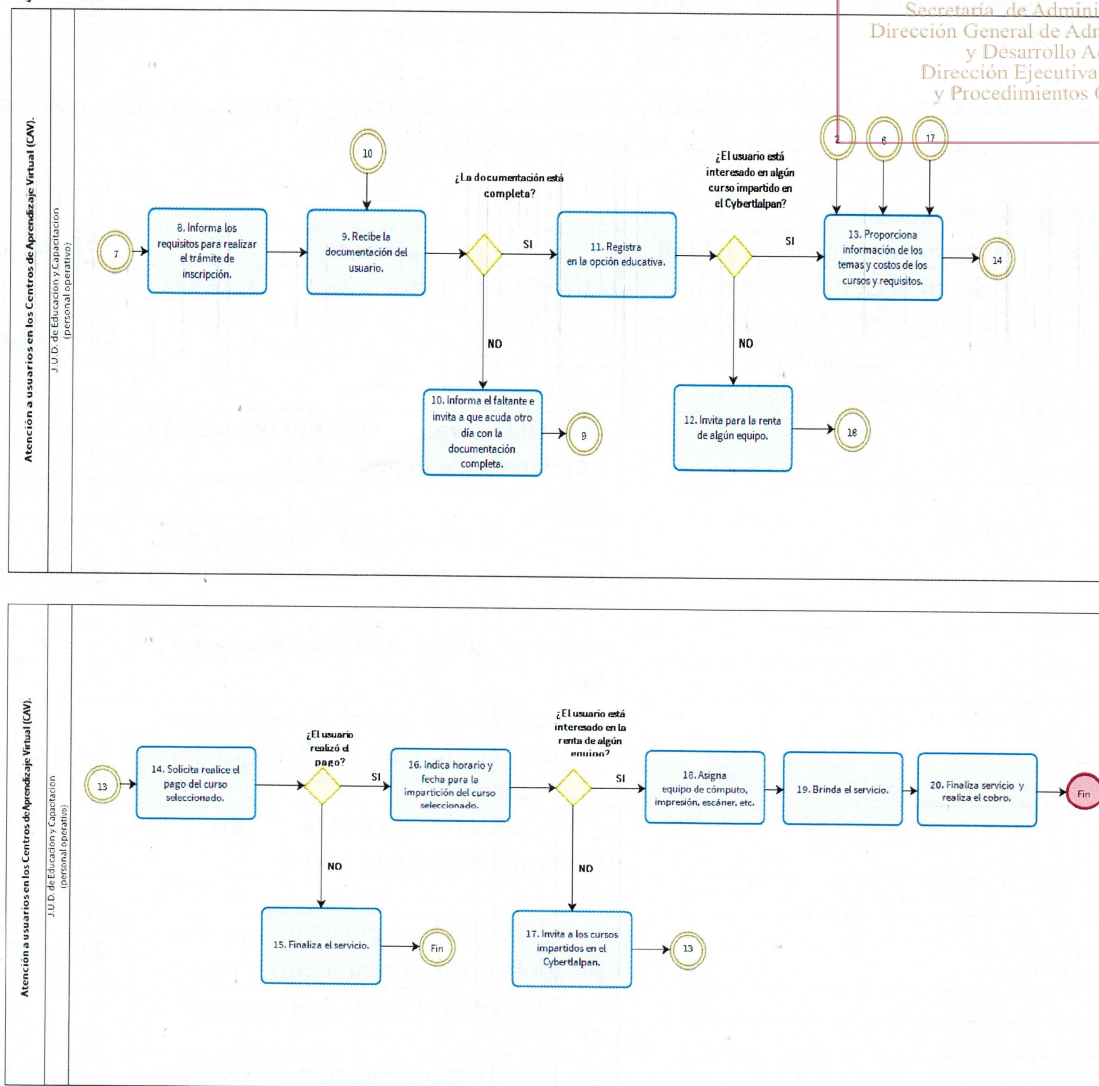 Secretaría de Admini
Dirección General de Adm
y Desarrollo A
Dirección Ejecutiva
y Procedimientos
Atención a usuarios en los Centros de Aprendizaje Virtual (CAV).
J.U.D. de Educación y Capacitación
(personal operativo)
7
8. Informa los
requisitos para realizar
el trámite de
inscripción.
10
9. Recibe la
documentación del
usuario.
¿La documentación está
completa?
SI
NO
10. Informa el faltante e
invita a que acuda otro
día con la
documentación
completa.
9
11. Registra
en la opción educativa.
¿El usuario está
interesado en algún
curso impartido en
el Cybertlalpan?
SI
NO
12. Invita para la renta
de algún equipo.
18
6
17
13. Proporciona
información de los
temas y costos de los
cursos y requisitos.
14
Atención a usuarios en los Centros de Aprendizaje Virtual (CAV).
J.U.D. de Educación y Capacitación
(personal operativo)
13
14. Solicita realice el
pago del curso
seleccionado.
¿El usuario
realizó el
pago?
SI
NO
15. Finaliza el servicio.
Fin
16. Indica horario y
fecha para la
impartición del curso
seleccionado.
¿El usuario está
interesado en la
renta de algún
equipo?
SI
NO
17. Invita a los cursos
impartidos en el
Cybertlalpan.
13
18. Asigna
equipo de cómputo,
impresión, escáner, etc.
19. Brinda el servicio.
20. Finaliza servicio y
realiza el cobro.
Fin